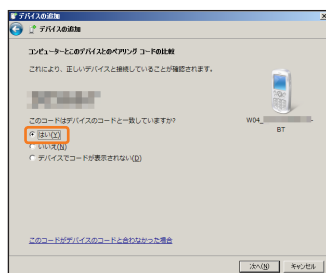 デバイスの追加
デバイスの追加
コンピューターとこのデバイスとのペアリング コードの比較
これにより、正しいデバイスと接続していることが確認されます。
このコードはデバイスのコードと一致していますか?
はい(Y)
いいえ(N)
デバイスでコードが表示されない(D)
W04_
-
BT
このコードがデバイスのコードと合わなかった場合
次へ(N) キャンセル